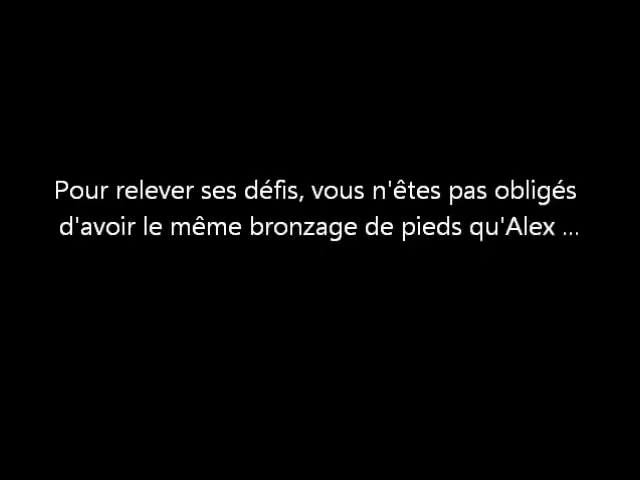 Pour relever ses défis, vous n'êtes pas obligés
d'avoir le même bronzage de pieds qu'Alex ...